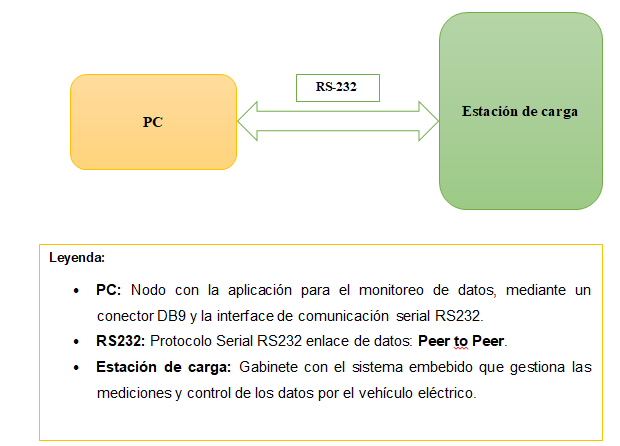 RS-232
PC
Estación de carga
Leyenda:
• PC: Nodo con la aplicación para el monitoreo de datos, mediante un
conector DB9 y la interface de comunicación serial RS232.
• RS232: Protocolo Serial RS232 enlace de datos: Peer to Peer.
• Estación de carga: Gabinete con el sistema embebido que gestiona las
mediciones y control de los datos por el vehículo eléctrico.